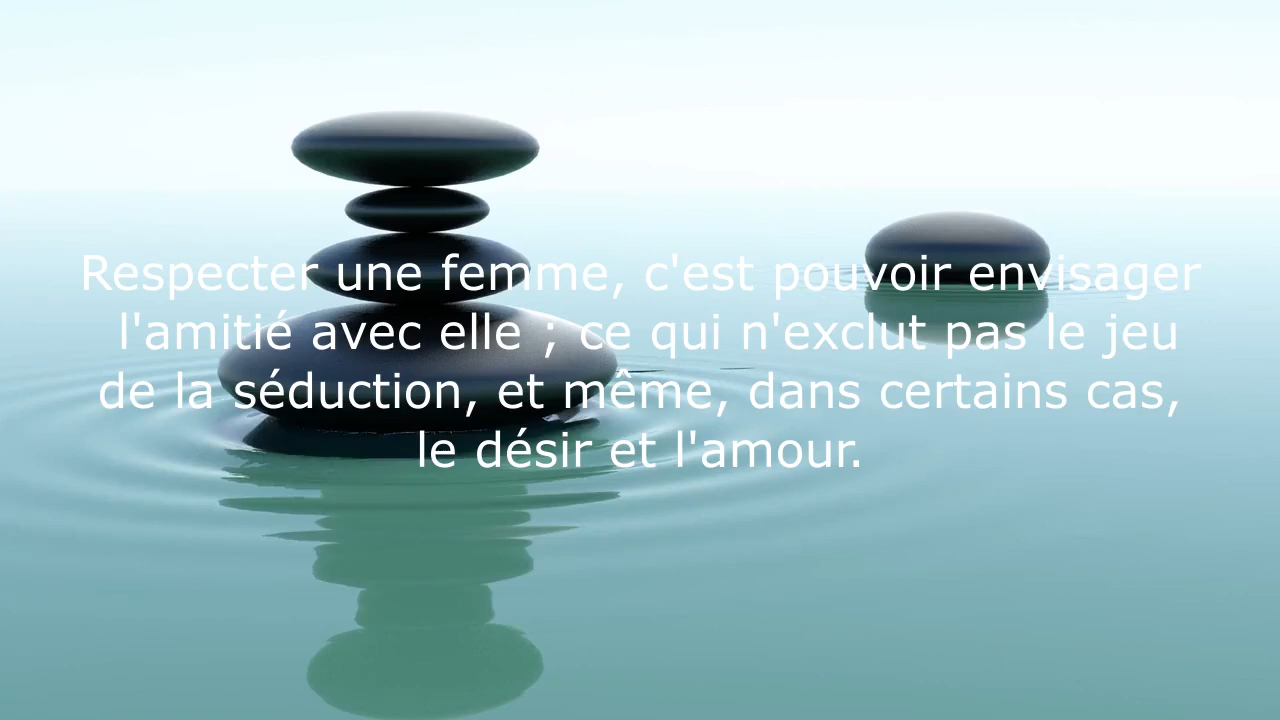 Respecter une femme, c'est pouvoir envisager
l'amitié avec elle ; ce qui n'exclut pas le jeu
de la séduction, et même, dans certains cas,
le désir et l'amour.